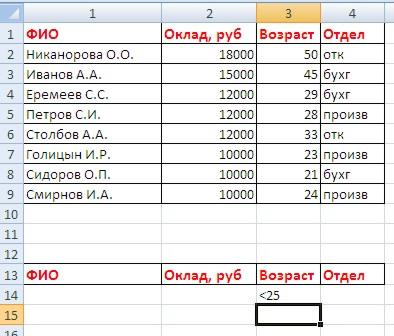 1 2 3 4
1 ФИО Оклад, руб Возраст Отдел
2 Никанорова О.О. 18000 50 отк
3 Иванов А.А. 15000 45 бухг
4 Еремеев С.С. 12000 29 бухг
5 Петров С.И. 12000 28 произв
6 Столбов А.А. 12000 33 отк
7 Голицын И.Р. 10000 23 произв
8 Сидоров О.П. 10000 21 бухг
9 Смирнов И.А. 10000 24 произв
10
11
12
13 ФИО Оклад, руб Возраст Отдел
14 <25
15
16